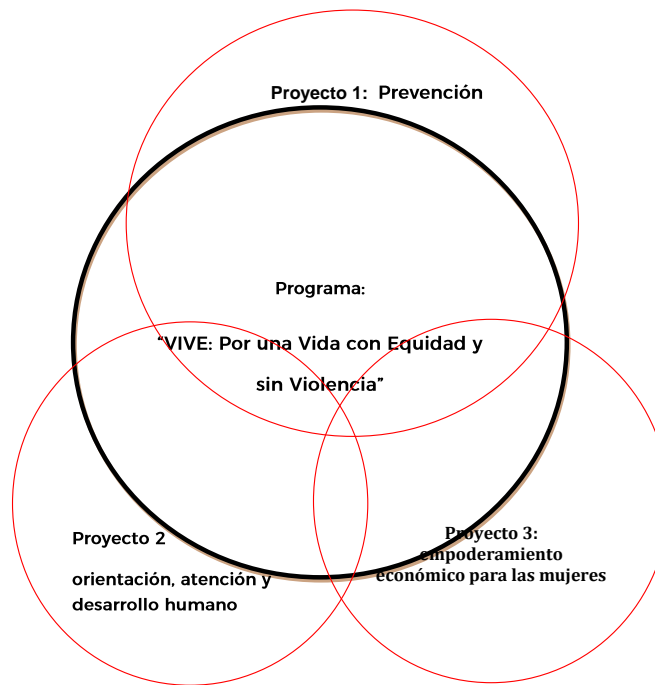 Proyecto 1: Prevención
Programa:
“VIVE: Por una Vida con Equidad y
sin Violencia”
Proyecto 2
orientación, atención y
desarrollo humano
Proyecto 3:
empoderamiento
económico para las mujeres